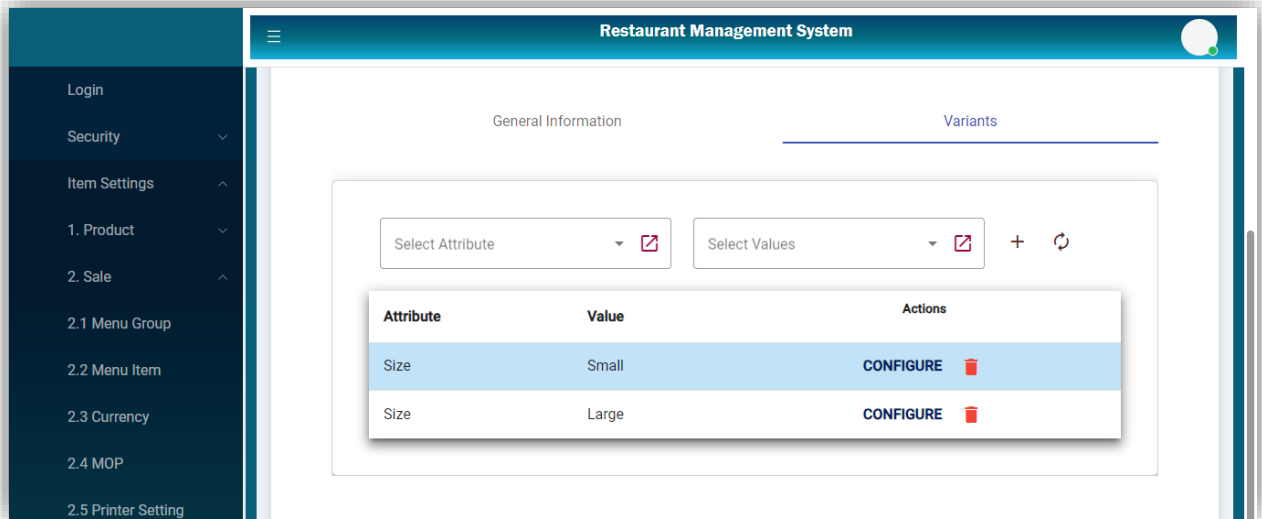 Restaurant Management System
Login
Security
Item Settings
1. Product
2. Sale
2.1 Menu Group
2.2 Menu Item
2.3 Currency
2.4 MOP
2.5 Printer Setting
General Information Variants
Select Attribute Select Values
Attribute Value Actions
Size Small CONFIGURE
Size Large CONFIGURE